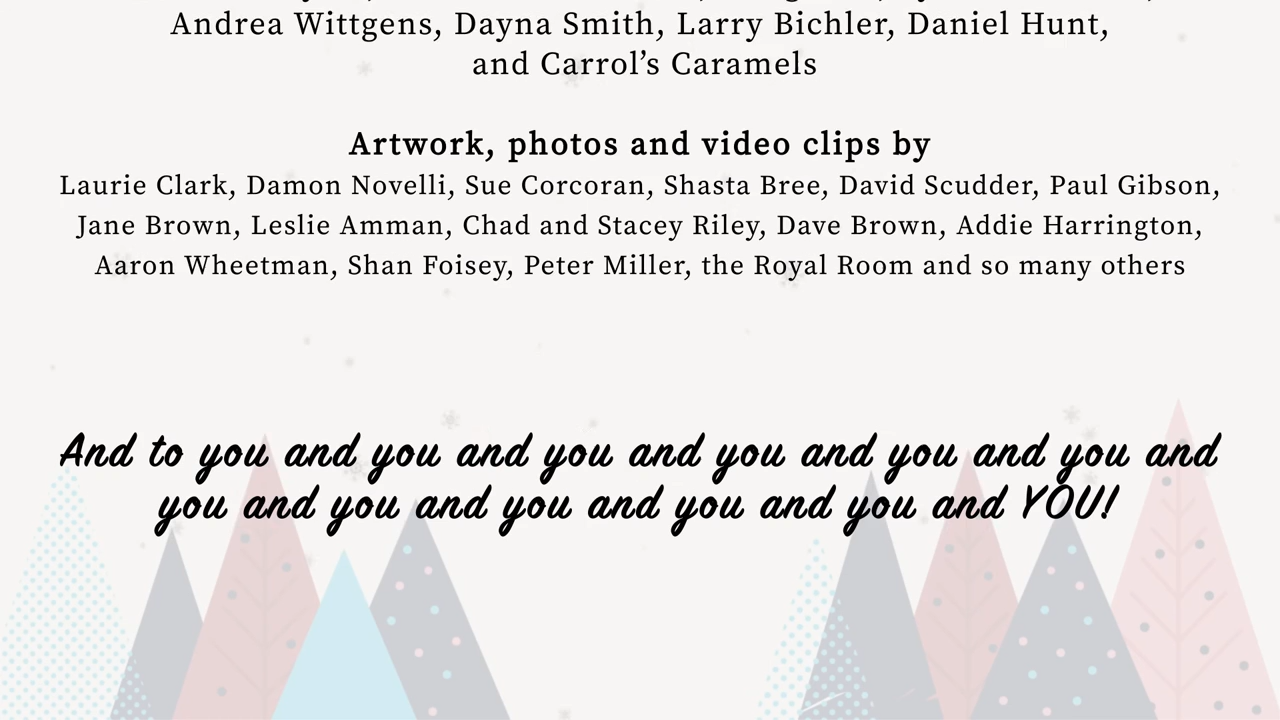 Andrea Wittgens, Dayna Smith, Larry Bichler, Daniel Hunt,
and Carrol’s Caramels
Artwork, photos and video clips by
Laurie Clark, Damon Novelli, Sue Corcoran, Shasta Bree, David Scudder, Paul Gibson,
Jane Brown, Leslie Amman, Chad and Stacey Riley, Dave Brown, Addie Harrington,
Aaron Wheetman, Shan Foisey, Peter Miller, the Royal Room and so many others
And to you and you and you and you and you and you and
you and you and you and you and you and YOU!